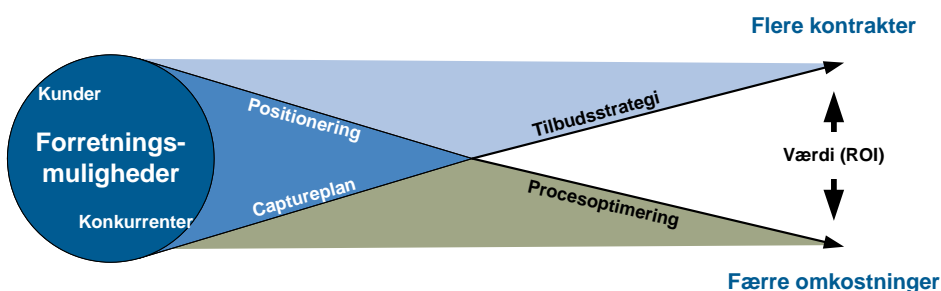 Flere kontrakter
Kunder
Positionering
Tilbudsstrategi
Forretnings-
muligheder
Værdi (ROI)
Captureplan
Procesoptimering
Konkurrenter
Færre omkostninger